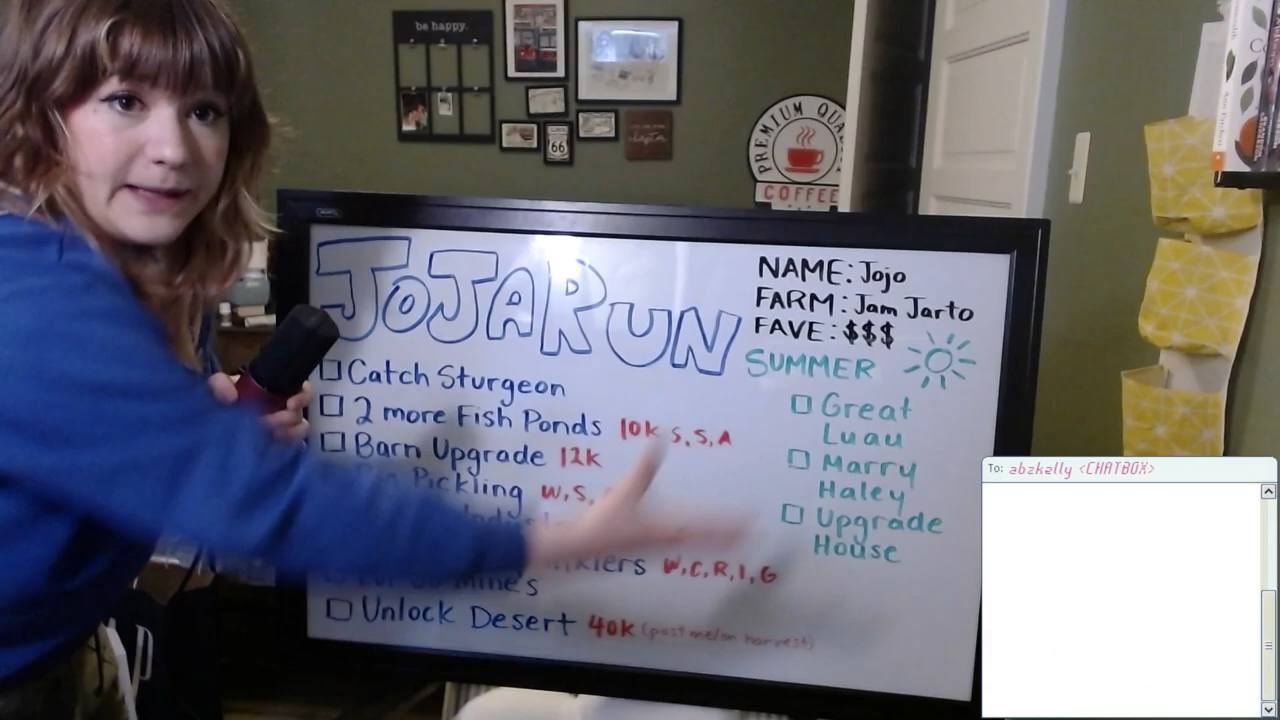 be happy.
ROUTE 66
PREMIUM QUA
COFFEE
JOJA RUN
NAME: Jojo
FARM: Jam Jarto
FAVE: $$$
SUMMER
Catch Sturgeon
2 more Fish Ponds 10k S, S, A
Barn Upgrade 12k
Pickling W, S,
W, C, R, I, G
Unlock Desert 40k (post melon harvest)
Great
Luau
Marry
Haley
Upgrade
House
To: abzkelly <CHATBOX>